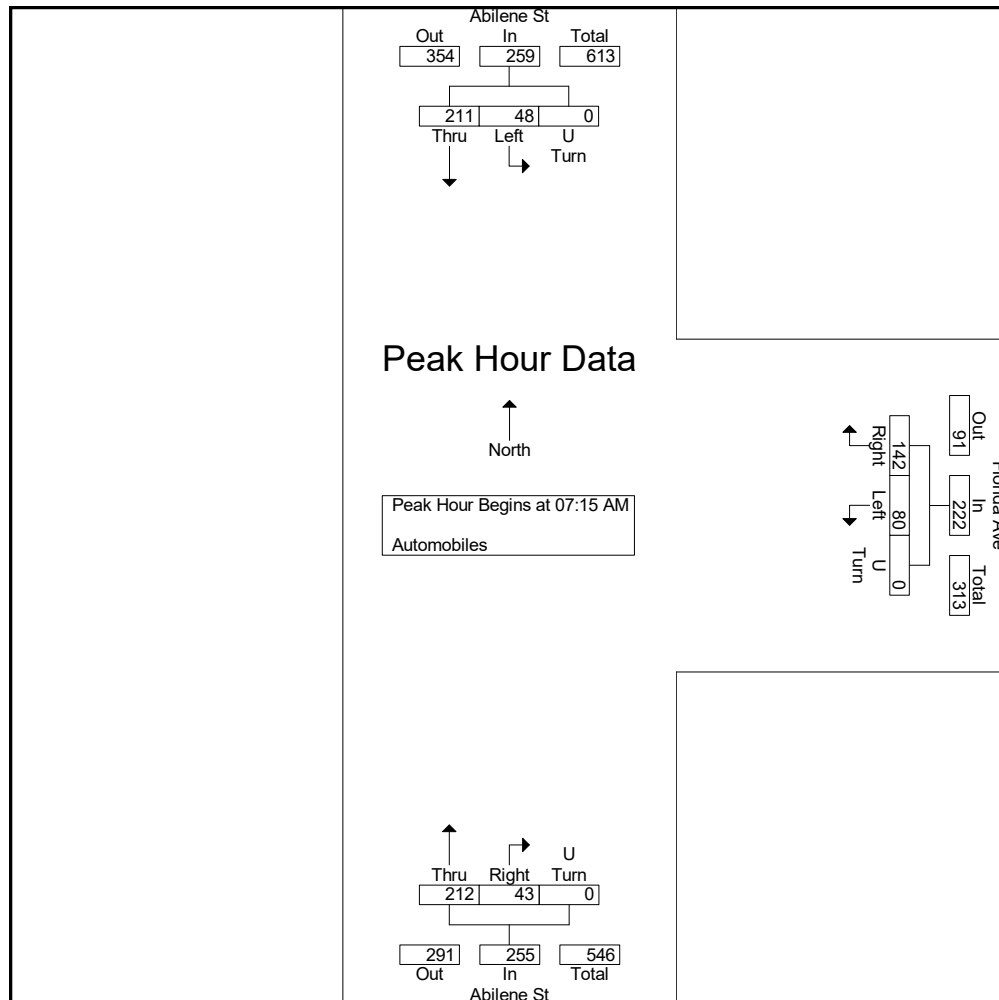 Abilene St
Out In Total
354 259 613
211 48 0
Thru Left U
Turn
Peak Hour Data
North
Peak Hour Begins at 07:15 AM
Automobiles
Out In Total
91 222 313
142 80 0
Right Left U
Turn
U
Thru Right Turn
212 43 0
291 255 546
Out In Total
Abilene St